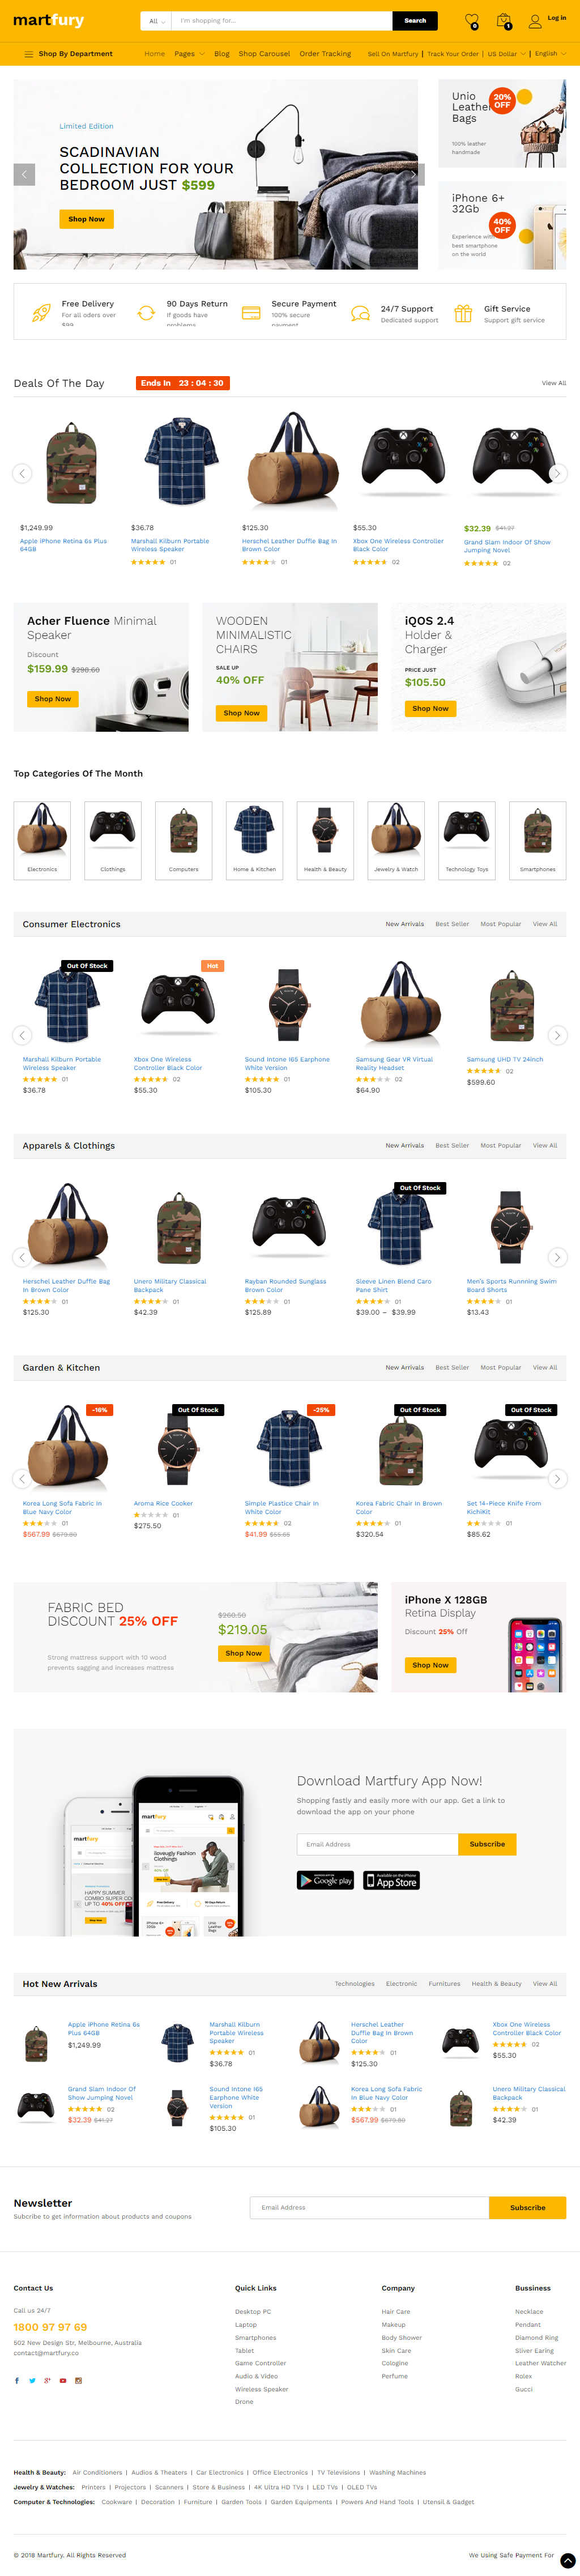 martfury
All
I'm shopping for...
Search
0
1
Log in
Shop By Department
Home
Pages
Blog
Shop Carousel
Order Tracking
Sell On Martfury
Track Your Order
US Dollar
English
Limited Edition
SCADINAVIAN
COLLECTION FOR YOUR
BEDROOM JUST $599
Shop Now
Unio
Leather
Bags
20%
OFF
100% leather
handmade
iPhone 6+
32Gb
40%
OFF
Experience with
best smartphone
on the world
Free Delivery
For all oders over
$99
90 Days Return
If goods have
problems
Secure Payment
100% secure
payment
24/7 Support
Dedicated support
Gift Service
Support gift service
Deals Of The Day
Ends In 23 : 04 : 30
View All
$1,249.99
Apple iPhone Retina 6s Plus
64GB
$36.78
Marshall Kilburn Portable
Wireless Speaker
01
$125.30
Herschel Leather Duffle Bag In
Brown Color
01
$55.30
Xbox One Wireless Controller
Black Color
02
$32.39 $41.27
Grand Slam Indoor Of Show
Jumping Novel
02
Acher Fluence Minimal
Speaker
Discount
$159.99 $290.60
Shop Now
WOODEN
MINIMALISTIC
CHAIRS
SALE UP
40% OFF
Shop Now
iQOS 2.4
Holder &
Charger
PRICE JUST
$105.50
Shop Now
Top Categories Of The Month
Electronics
Clothings
Computers
Home & Kitchen
Health & Beauty
Jewelry & Watch
Technology Toys
Smartphones
Consumer Electronics
New Arrivals
Best Seller
Most Popular
View All
Out Of Stock
Marshall Kilburn Portable
Wireless Speaker
01
$36.78
Hot
Xbox One Wireless
Controller Black Color
02
$55.30
Sound Intone I65 Earphone
White Version
01
$105.30
Samsung Gear VR Virtual
Reality Headset
02
$64.90
Samsung UHD TV 24inch
02
$599.60
Apparels & Clothings
New Arrivals
Best Seller
Most Popular
View All
Herschel Leather Duffle Bag
In Brown Color
01
$125.30
Unero Military Classical
Backpack
01
$42.39
Rayban Rounded Sunglass
Brown Color
01
$125.89
Out Of Stock
Sleeve Linen Blend Caro
Pane Shirt
01
$39.00 – $39.99
Men's Sports Runnning Swim
Board Shorts
01
$13.43
Garden & Kitchen
New Arrivals
Best Seller
Most Popular
View All
-16%
Korea Long Sofa Fabric In
Blue Navy Color
01
$567.99 $679.80
Out Of Stock
Aroma Rice Cooker
01
$275.50
-25%
Simple Plastice Chair In
White Color
02
$41.99 $55.65
Out Of Stock
Korea Fabric Chair In Brown
Color
01
$320.54
Out Of Stock
Set 14-Piece Knife From
KichiKit
01
$85.62
FABRIC BED
DISCOUNT 25% OFF
Strong mattress support with 10 wood
prevents sagging and increases mattress
$260.50
$219.05
Shop Now
iPhone X 128GB
Retina Display
Discount 25% Off
Shop Now
martfury
HAPPY SUMMER
COMBO SUPER COOL
UP TO 40% OFF
martfury
Roveugly Fashion
Clothings
Download Martfury App Now!
Shopping fastly and easily more with our app. Get a link to
download the app on your phone
Email Address
Subscribe
Google play
Available on the iPhone
App Store
Hot New Arrivals
Technologies
Electronic
Furnitures
Health & Beauty
View All
Apple iPhone Retina 6s
Plus 64GB
$1,249.99
Marshall Kilburn
Portable Wireless
Speaker
01
$36.78
Herschel Leather
Duffle Bag In Brown
Color
01
$125.30
Xbox One Wireless
Controller Black Color
02
$55.30
Grand Slam Indoor Of
Show Jumping Novel
02
$32.39 $41.27
Sound Intone I65
Earphone White
Version
01
$105.30
Korea Long Sofa Fabric
In Blue Navy Color
01
$567.99 $679.80
Unero Military Classical
Backpack
01
$42.39
Newsletter
Subcribe to get information about products and coupons
Email Address
Subscribe
Contact Us
Call us 24/7
1800 97 97 69
502 New Design Str, Melbourne, Australia
contact@martfury.co
Quick Links
Desktop PC
Laptop
Smartphones
Tablet
Game Controller
Audio & Video
Wireless Speaker
Drone
Company
Hair Care
Makeup
Body Shower
Skin Care
Cologine
Perfume
Bussiness
Necklace
Pendant
Diamond Ring
Sliver Earing
Leather Watcher
Rolex
Gucci
Health & Beauty: Air Conditioners | Audios & Theaters | Car Electronics | Office Electronics | TV Televisions | Washing Machines
Jewelry & Watches: Printers | Projectors | Scanners | Store & Business | 4K Ultra HD TVs | LED TVs | OLED TVs
Computer & Technologies: Cookware | Decoration | Furniture | Garden Tools | Garden Equipments | Powers And Hand Tools | Utensil & Gadget
© 2018 Martfury. All Rights Reserved
We Using Safe Payment For